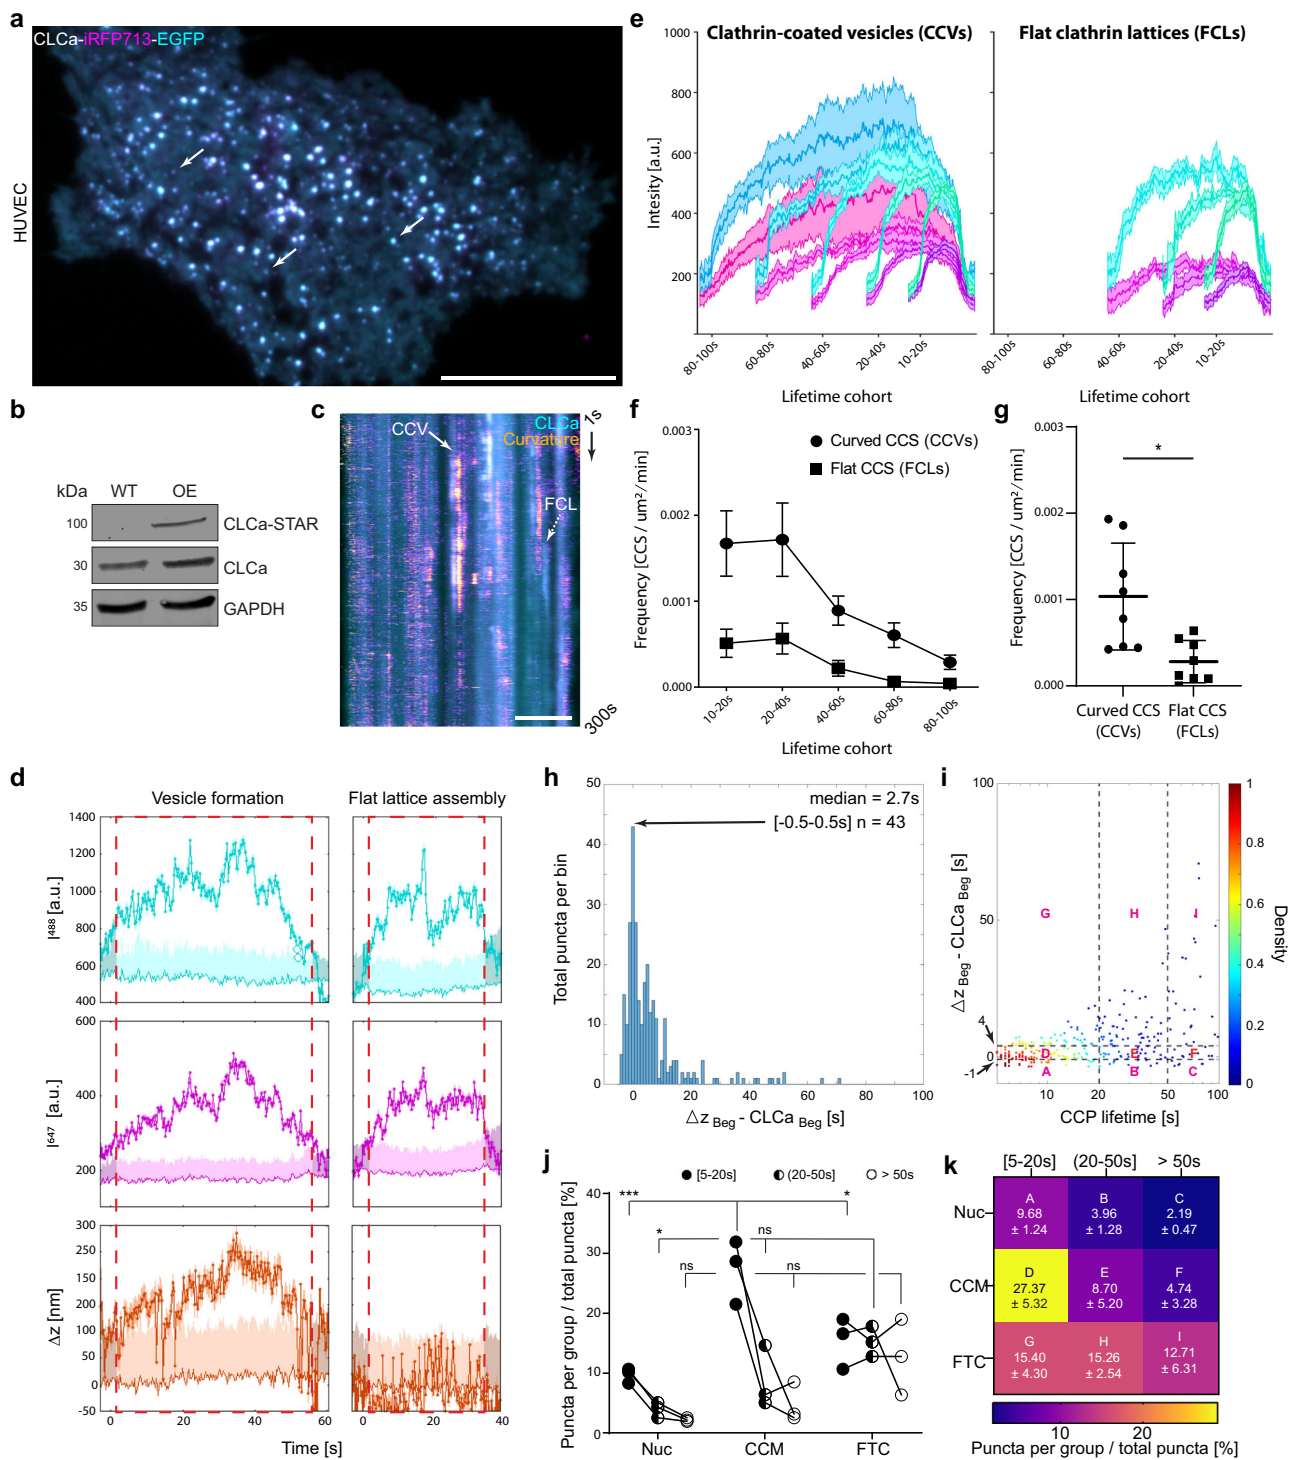 a
CLCa-iRFP713-EGFP
HUVEC
b
kDa
WT
OE
100
CLCa-STAR
30
CLCa
35
GAPDH
c
CCV
CLCa
Curvature
1s
FCL
300s
d
Vesicle formation
Flat lattice assembly
I488 [a.u.]
1400
1200
1000
800
600
400
I647 [a.u.]
600
400
200
Δz [nm]
300
250
200
150
100
50
0
-50
0
20
40
60
0
20
40
Time [s]
e
Clathrin-coated vesicles (CCVs)
Flat clathrin lattices (FCLs)
Intesity [a.u.]
1000
800
600
400
200
80-100s
60-80s
40-60s
20-40s
10-20s
80-100s
60-80s
40-60s
20-40s
10-20s
Lifetime cohort
Lifetime cohort
f
Frequency [CCS / um²/ min]
0.003
0.002
0.001
0.000
Curved CCS (CCVs)
Flat CCS (FCLs)
10-20s
20-40s
40-60s
60-80s
80-100s
Lifetime cohort
g
Frequency [CCS / um²/ min]
0.003
0.002
0.001
0.000
*
Curved CCS
(CCVs)
Flat CCS
(FCLs)
h
Total puncta per bin
50
40
30
20
10
0
median = 2.7s
[-0.5-0.5s] n = 43
0
20
40
60
80
100
Δz Beg - CLCa Beg [s]
i
Δz Beg - CLCa Beg [s]
100
50
4
0
-1
G
H
I
D
E
F
A
B
C
10
20
50
100
CCP lifetime [s]
1
0.8
0.6
0.4
0.2
0
Density
j
[5-20s]
(20-50s]
> 50s
Puncta per group / total puncta [%]
40
30
20
10
0
***
*
*
ns
ns
ns
Nuc
CCM
FTC
k
[5-20s]
(20-50s]
> 50s
Nuc
A
9.68
± 1.24
B
3.96
± 1.28
C
2.19
± 0.47
CCM
D
27.37
± 5.32
E
8.70
± 5.20
F
4.74
± 3.28
FTC
G
15.40
± 4.30
H
15.26
± 2.54
I
12.71
± 6.31
10
20
Puncta per group / total puncta [%]